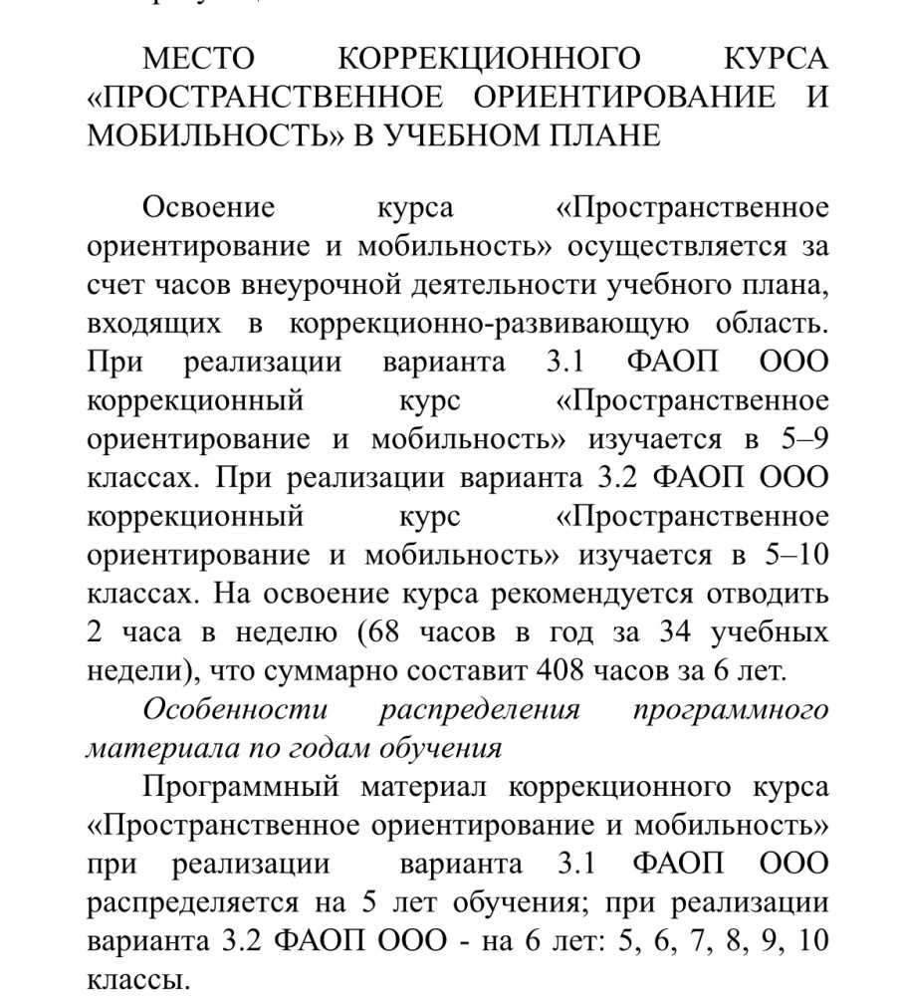 МЕСТО КОРРЕКЦИОННОГО КУРСА
«ПРОСТРАНСТВЕННОЕ ОРИЕНТИРОВАНИЕ И
МОБИЛЬНОСТЬ» В УЧЕБНОМ ПЛАНЕ
Освоение курса «Пространственное
ориентирование и мобильность» осуществляется за
счет часов внеурочной деятельности учебного плана,
входящих в коррекционно-развивающую область.
При реализации варианта 3.1 ФАОП ООО
коррекционный курс «Пространственное
ориентирование и мобильность» изучается в 5–9
классах. При реализации варианта 3.2 ФАОП ООО
коррекционный курс «Пространственное
ориентирование и мобильность» изучается в 5–10
классах. На освоение курса рекомендуется отводить
2 часа в неделю (68 часов в год за 34 учебных
недели), что суммарно составит 408 часов за 6 лет.
Особенности распределения программного
материала по годам обучения
Программный материал коррекционного курса
«Пространственное ориентирование и мобильность»
при реализации варианта 3.1 ФАОП ООО
распределяется на 5 лет обучения; при реализации
варианта 3.2 ФАОП ООО - на 6 лет: 5, 6, 7, 8, 9, 10
классы.